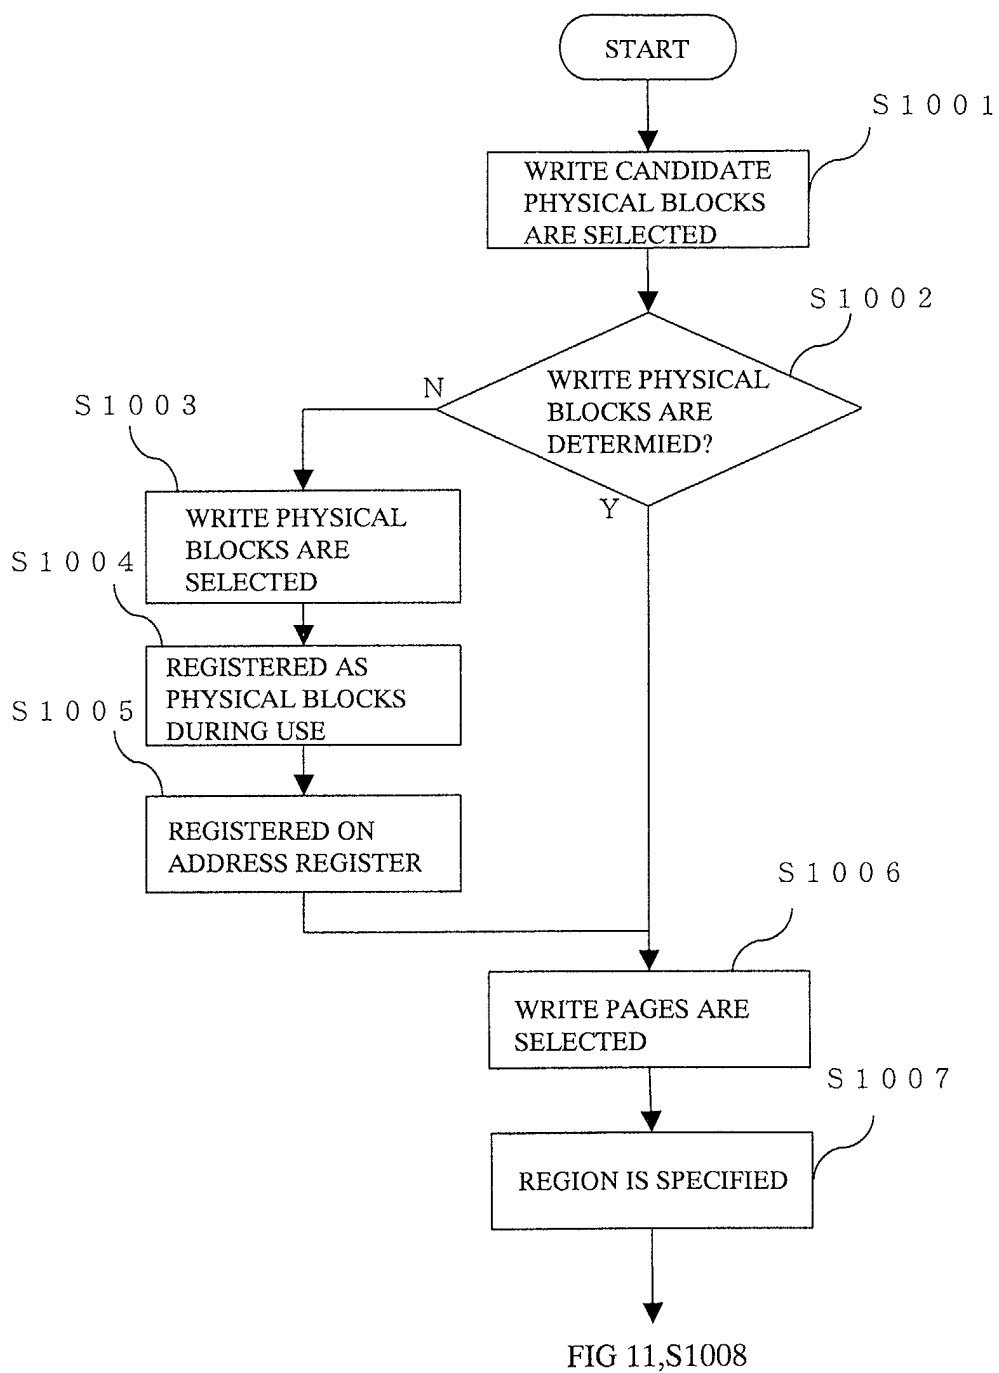 START
S1001
WRITE CANDIDATE
PHYSICAL BLOCKS
ARE SELECTED
S1002
WRITE PHYSICAL
BLOCKS ARE
DETERMIED?
N
Y
S1003
WRITE PHYSICAL
BLOCKS ARE
SELECTED
S1004
REGISTERED AS
PHYSICAL BLOCKS
DURING USE
S1005
REGISTERED ON
ADDRESS REGISTER
S1006
WRITE PAGES ARE
SELECTED
S1007
REGION IS SPECIFIED
FIG 11,S1008